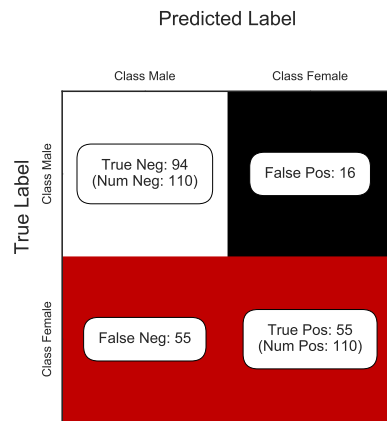 Predicted Label
Class Male
Class Female
True Label
Class Male
True Neg: 94
(Num Neg: 110)
False Pos: 16
Class Female
False Neg: 55
True Pos: 55
(Num Pos: 110)